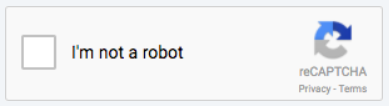 I'm not a robot
reCAPTCHA
Privacy - Terms